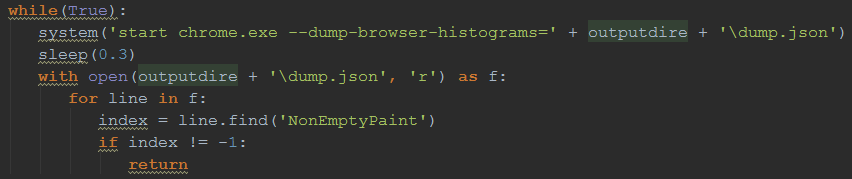 while(True):
    system('start chrome.exe --dump-browser-histograms=' + outputdire + '\dump.json')
    sleep(0.3)
    with open(outputdire + '\dump.json', 'r') as f:
        for line in f:
            index = line.find('NonEmptyPaint')
            if index != -1:
                return